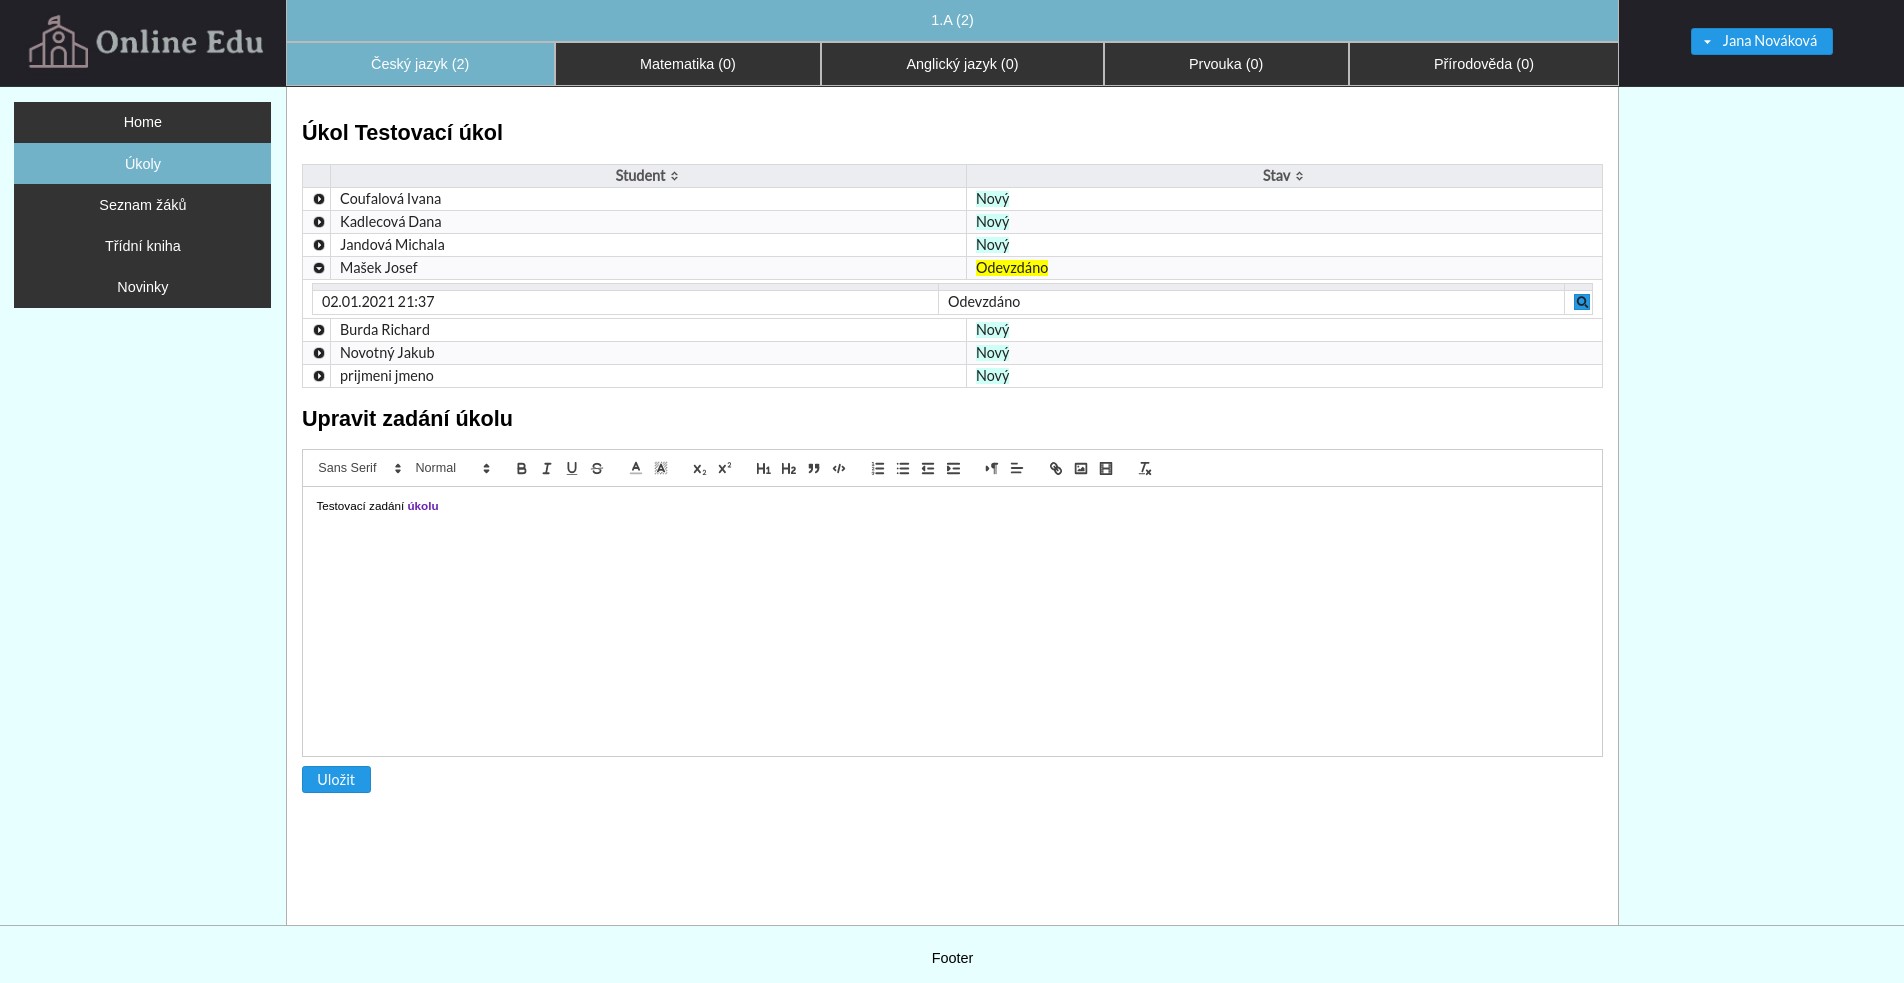 Online Edu
1.A (2)
Český jazyk (2) Matematika (0) Anglický jazyk (0) Prvouka (0) Přírodověda (0)
Jana Nováková
Home
Úkoly
Seznam žáků
Třídní kniha
Novinky
Úkol Testovací úkol
Student Stav
Coufalová Ivana Nový
Kadlecová Dana Nový
Jandová Michala Nový
Mašek Josef Odevzdáno
02.01.2021 21:37 Odevzdáno
Burda Richard Nový
Novotný Jakub Nový
prijmeni jmeno Nový
Upravit zadání úkolu
Sans Serif Normal
Testovací zadání úkolu
Uložit
Footer